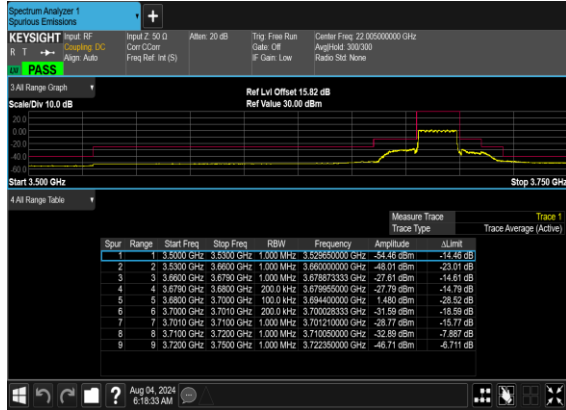 Spectrum Analyzer 1
Spurious Emissions
+
KEYSIGHT Input: RF Input Z: 50 Ω Atten: 20 dB Trig: Free Run Center Freq: 22.005000000 GHz
R T Coupling: DC Corr CCorr Gate: Off Avg|Hold: 300/300
Align: Auto Freq Ref: Int (S) IF Gain: Low Radio Std: None
PASS
3 All Range Graph
Ref Lvl Offset 15.82 dB
Scale/Div 10.0 dB Ref Value 30.00 dBm
20.0
0.00
-20.0
-40.0
-60.0
Start 3.500 GHz Stop 3.750 GHz
4 All Range Table
Measure Trace Trace 1
Trace Type Trace Average (Active)
Spur Range Start Freq Stop Freq RBW Frequency Amplitude ΔLimit
1 1 3.5000 GHz 3.5300 GHz 1.000 MHz 3.529650000 GHz -54.46 dBm -14.46 dB
2 2 3.5300 GHz 3.6600 GHz 1.000 MHz 3.660000000 GHz -48.01 dBm -23.01 dB
3 3 3.6600 GHz 3.6790 GHz 1.000 MHz 3.678873333 GHz -27.61 dBm -14.61 dB
4 4 3.6790 GHz 3.6800 GHz 200.0 kHz 3.679955000 GHz -27.79 dBm -14.79 dB
5 5 3.6800 GHz 3.7000 GHz 100.0 kHz 3.694400000 GHz 1.480 dBm -28.52 dB
6 6 3.7000 GHz 3.7010 GHz 200.0 kHz 3.700028333 GHz -31.59 dBm -18.59 dB
7 7 3.7010 GHz 3.7100 GHz 1.000 MHz 3.701210000 GHz -28.77 dBm -15.77 dB
8 8 3.7100 GHz 3.7200 GHz 1.000 MHz 3.710050000 GHz -32.89 dBm -7.887 dB
9 9 3.7200 GHz 3.7500 GHz 1.000 MHz 3.722350000 GHz -46.71 dBm -6.711 dB
? Aug 04, 2024
6:18:33 AM